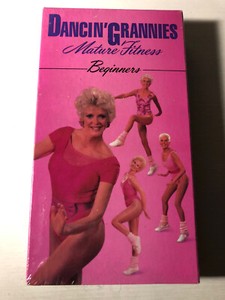 DANCIN' GRANNIES
Mature Fitness
Beginners